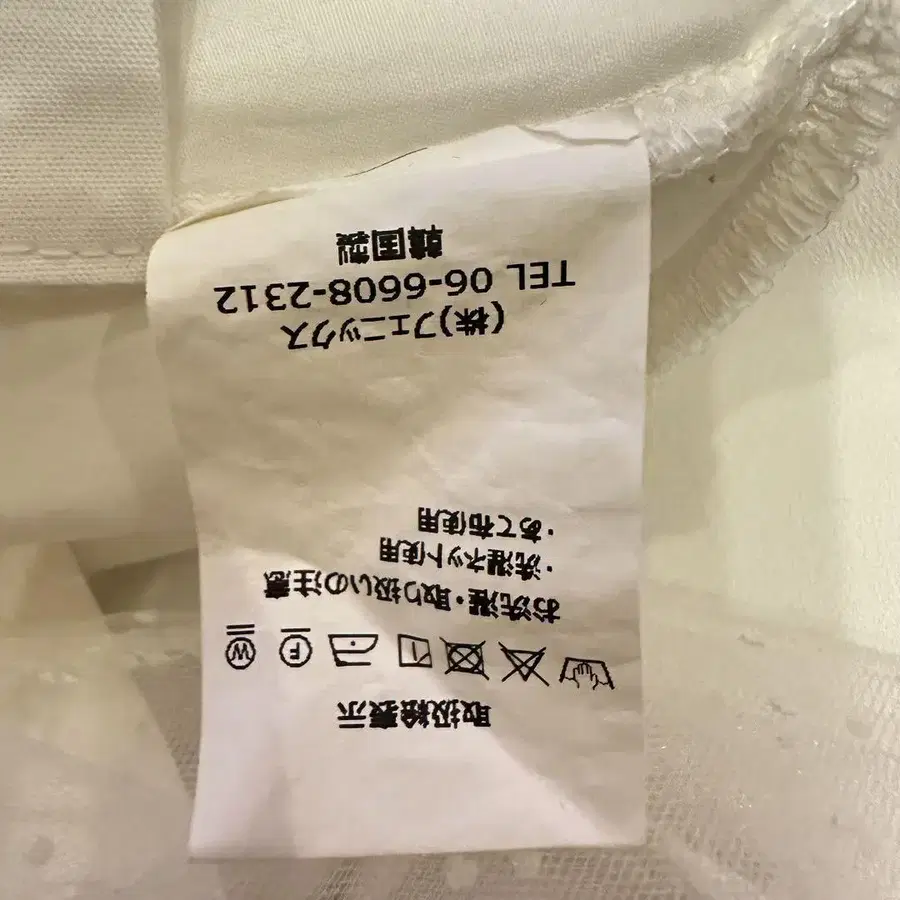 取扱絵表示
お洗濯・取り扱いの注意
・洗濯ネット使用
・あて布使用
(株)フェニックス
TEL 06-6608-2312
韓国製